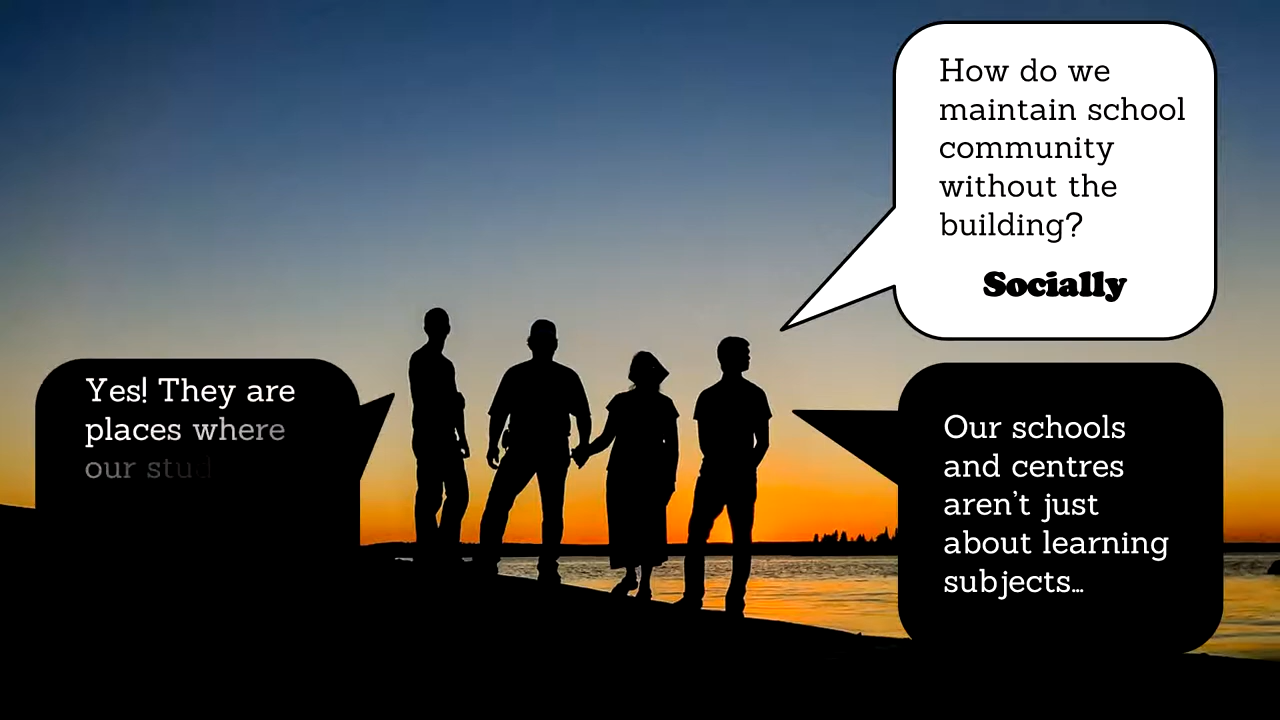 How do we
maintain school
community
without the
building?
Socially
Our schools
and centres
aren't just
about learning
subjects…
Yes! They are
places where
our stud